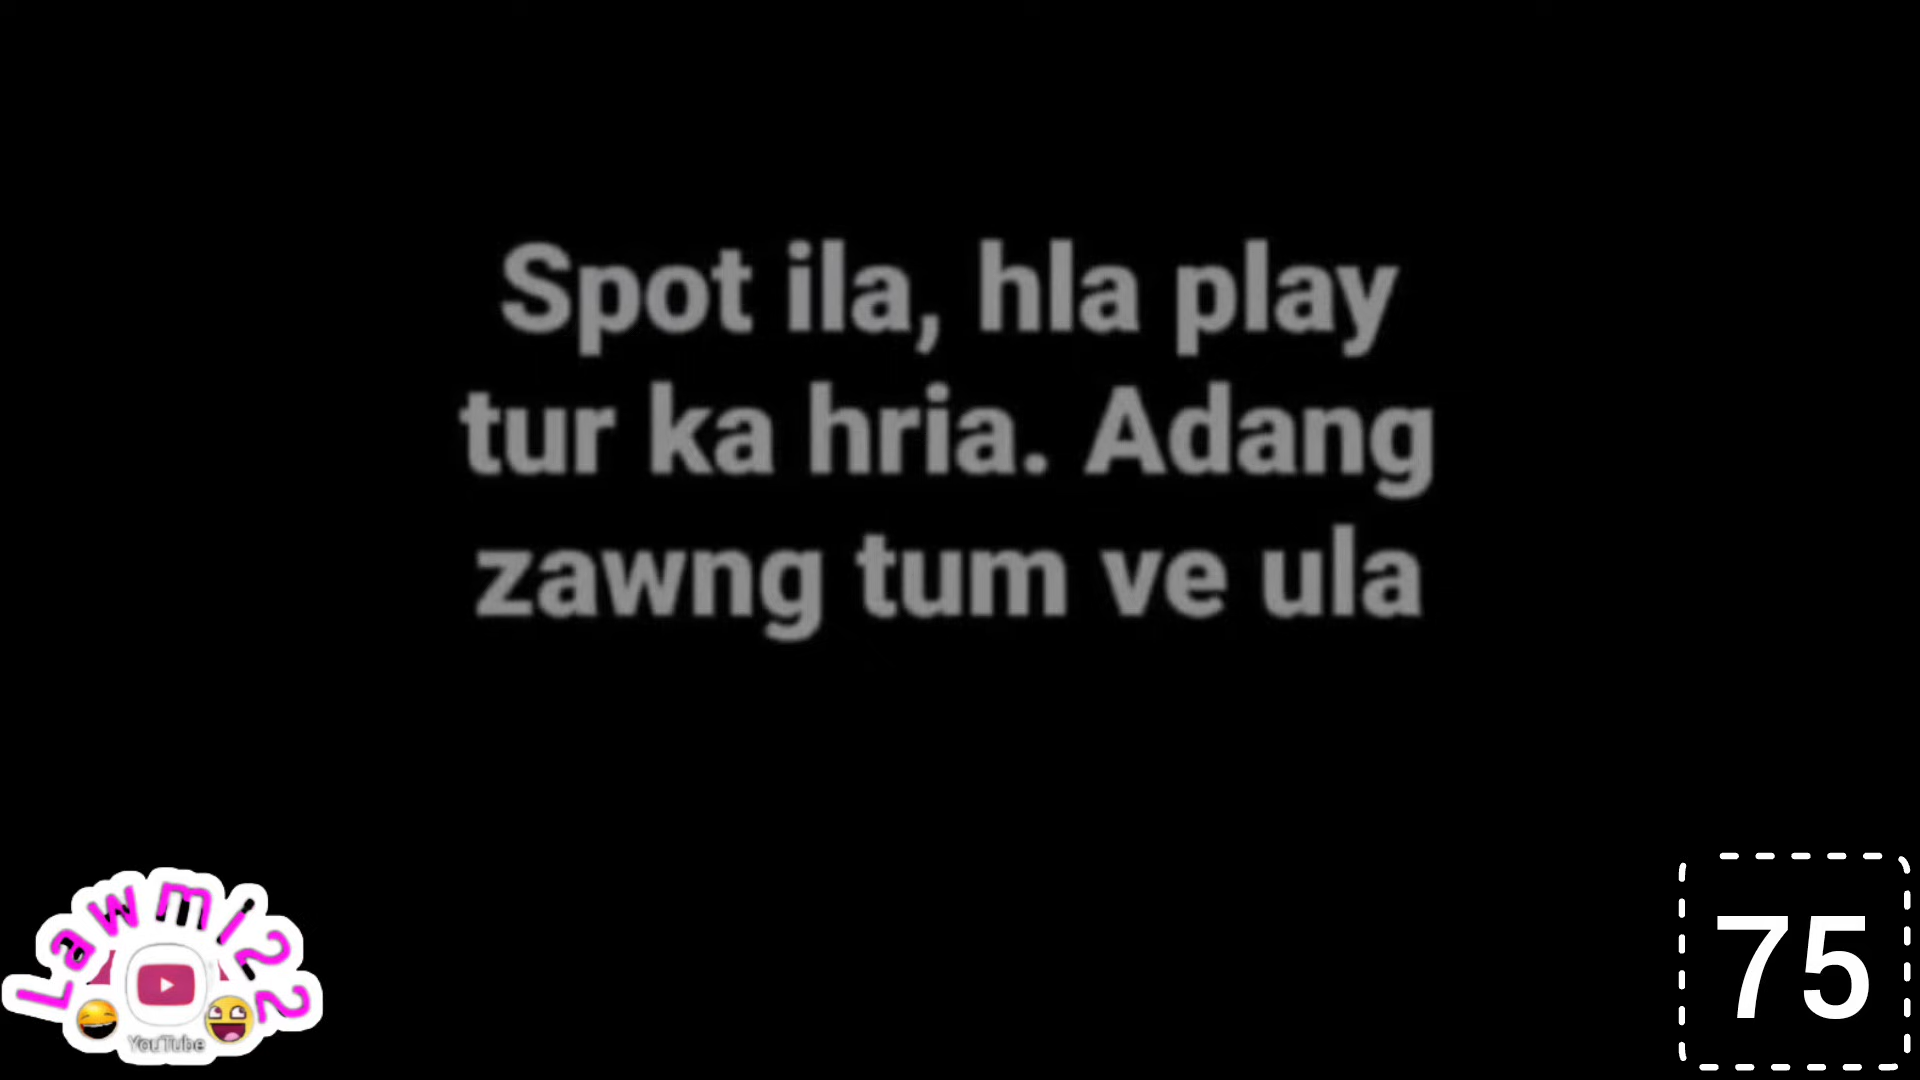 Spot ila, hla play
tur ka hria. Adang
zawng tum ve ula
Lawmi22
YouTube
75